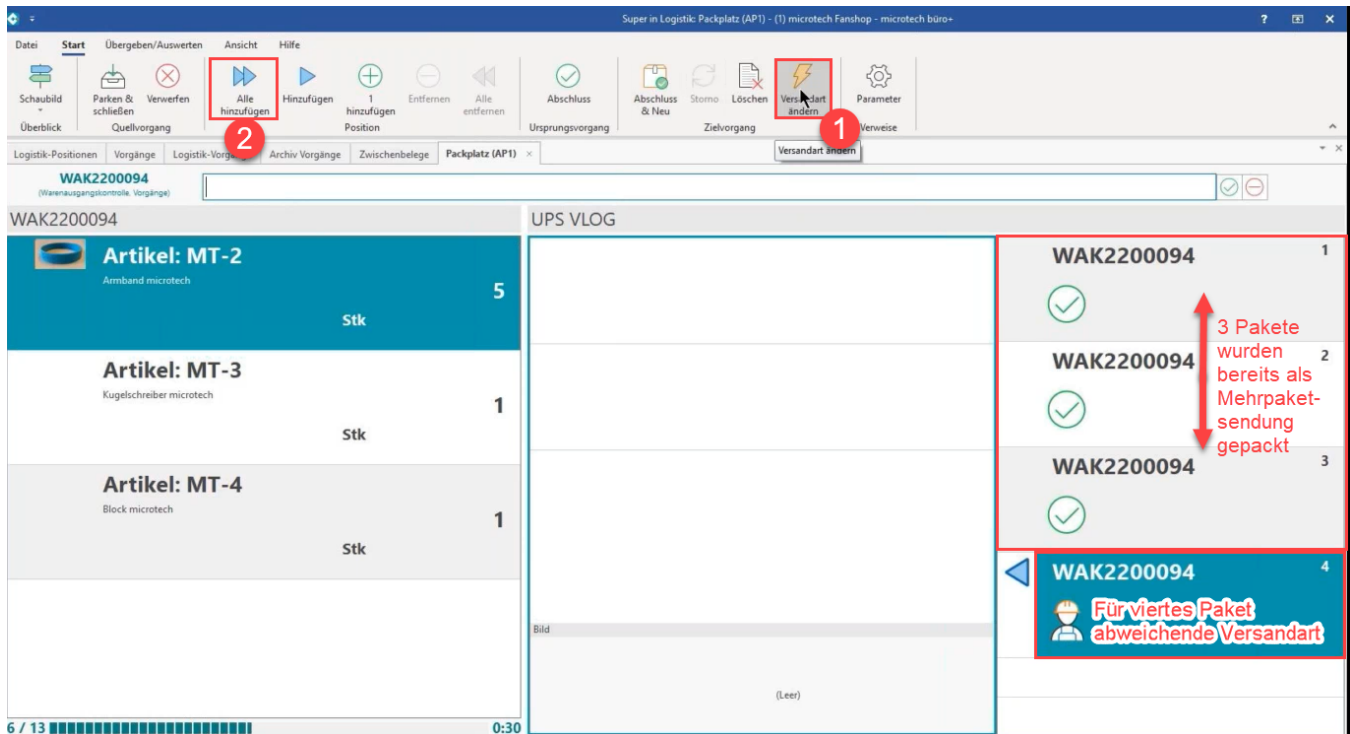 Super in Logistik: Packplatz (AP1) - (1) microtech Fanshop - microtech büro+
?
Datei Start Übergeben/Auswerten Ansicht Hilfe
Schaubild
Parken & schließen
Verwerfen
Alle hinzufügen
Hinzufügen
1 hinzufügen
Entfernen
Alle entfernen
Abschluss
Abschluss & Neu
Storno
Löschen
Versandart ändern
Parameter
Überblick Quellvorgang Position Ursprungsvorgang Zielvorgang Verweise
2
1
Logistik-Positionen Vorgänge Archiv Vorgänge Zwischenbelege Packplatz (AP1)
Versandart ändern
WAK2200094
(Warenausgangskontrolle, Vorgänge)
WAK2200094 UPS VLOG
Artikel: MT-2
Armband microtech
5
Stk
Artikel: MT-3
Kugelschreiber microtech
1
Stk
Artikel: MT-4
Block microtech
1
Stk
6 / 13 0:30
Bild
(Leer)
WAK2200094 1
WAK2200094 2
WAK2200094 3
3 Pakete
wurden
bereits als
Mehrpaket-
sendung
gepackt
WAK2200094 4
Für viertes Paket
abweichende Versandart